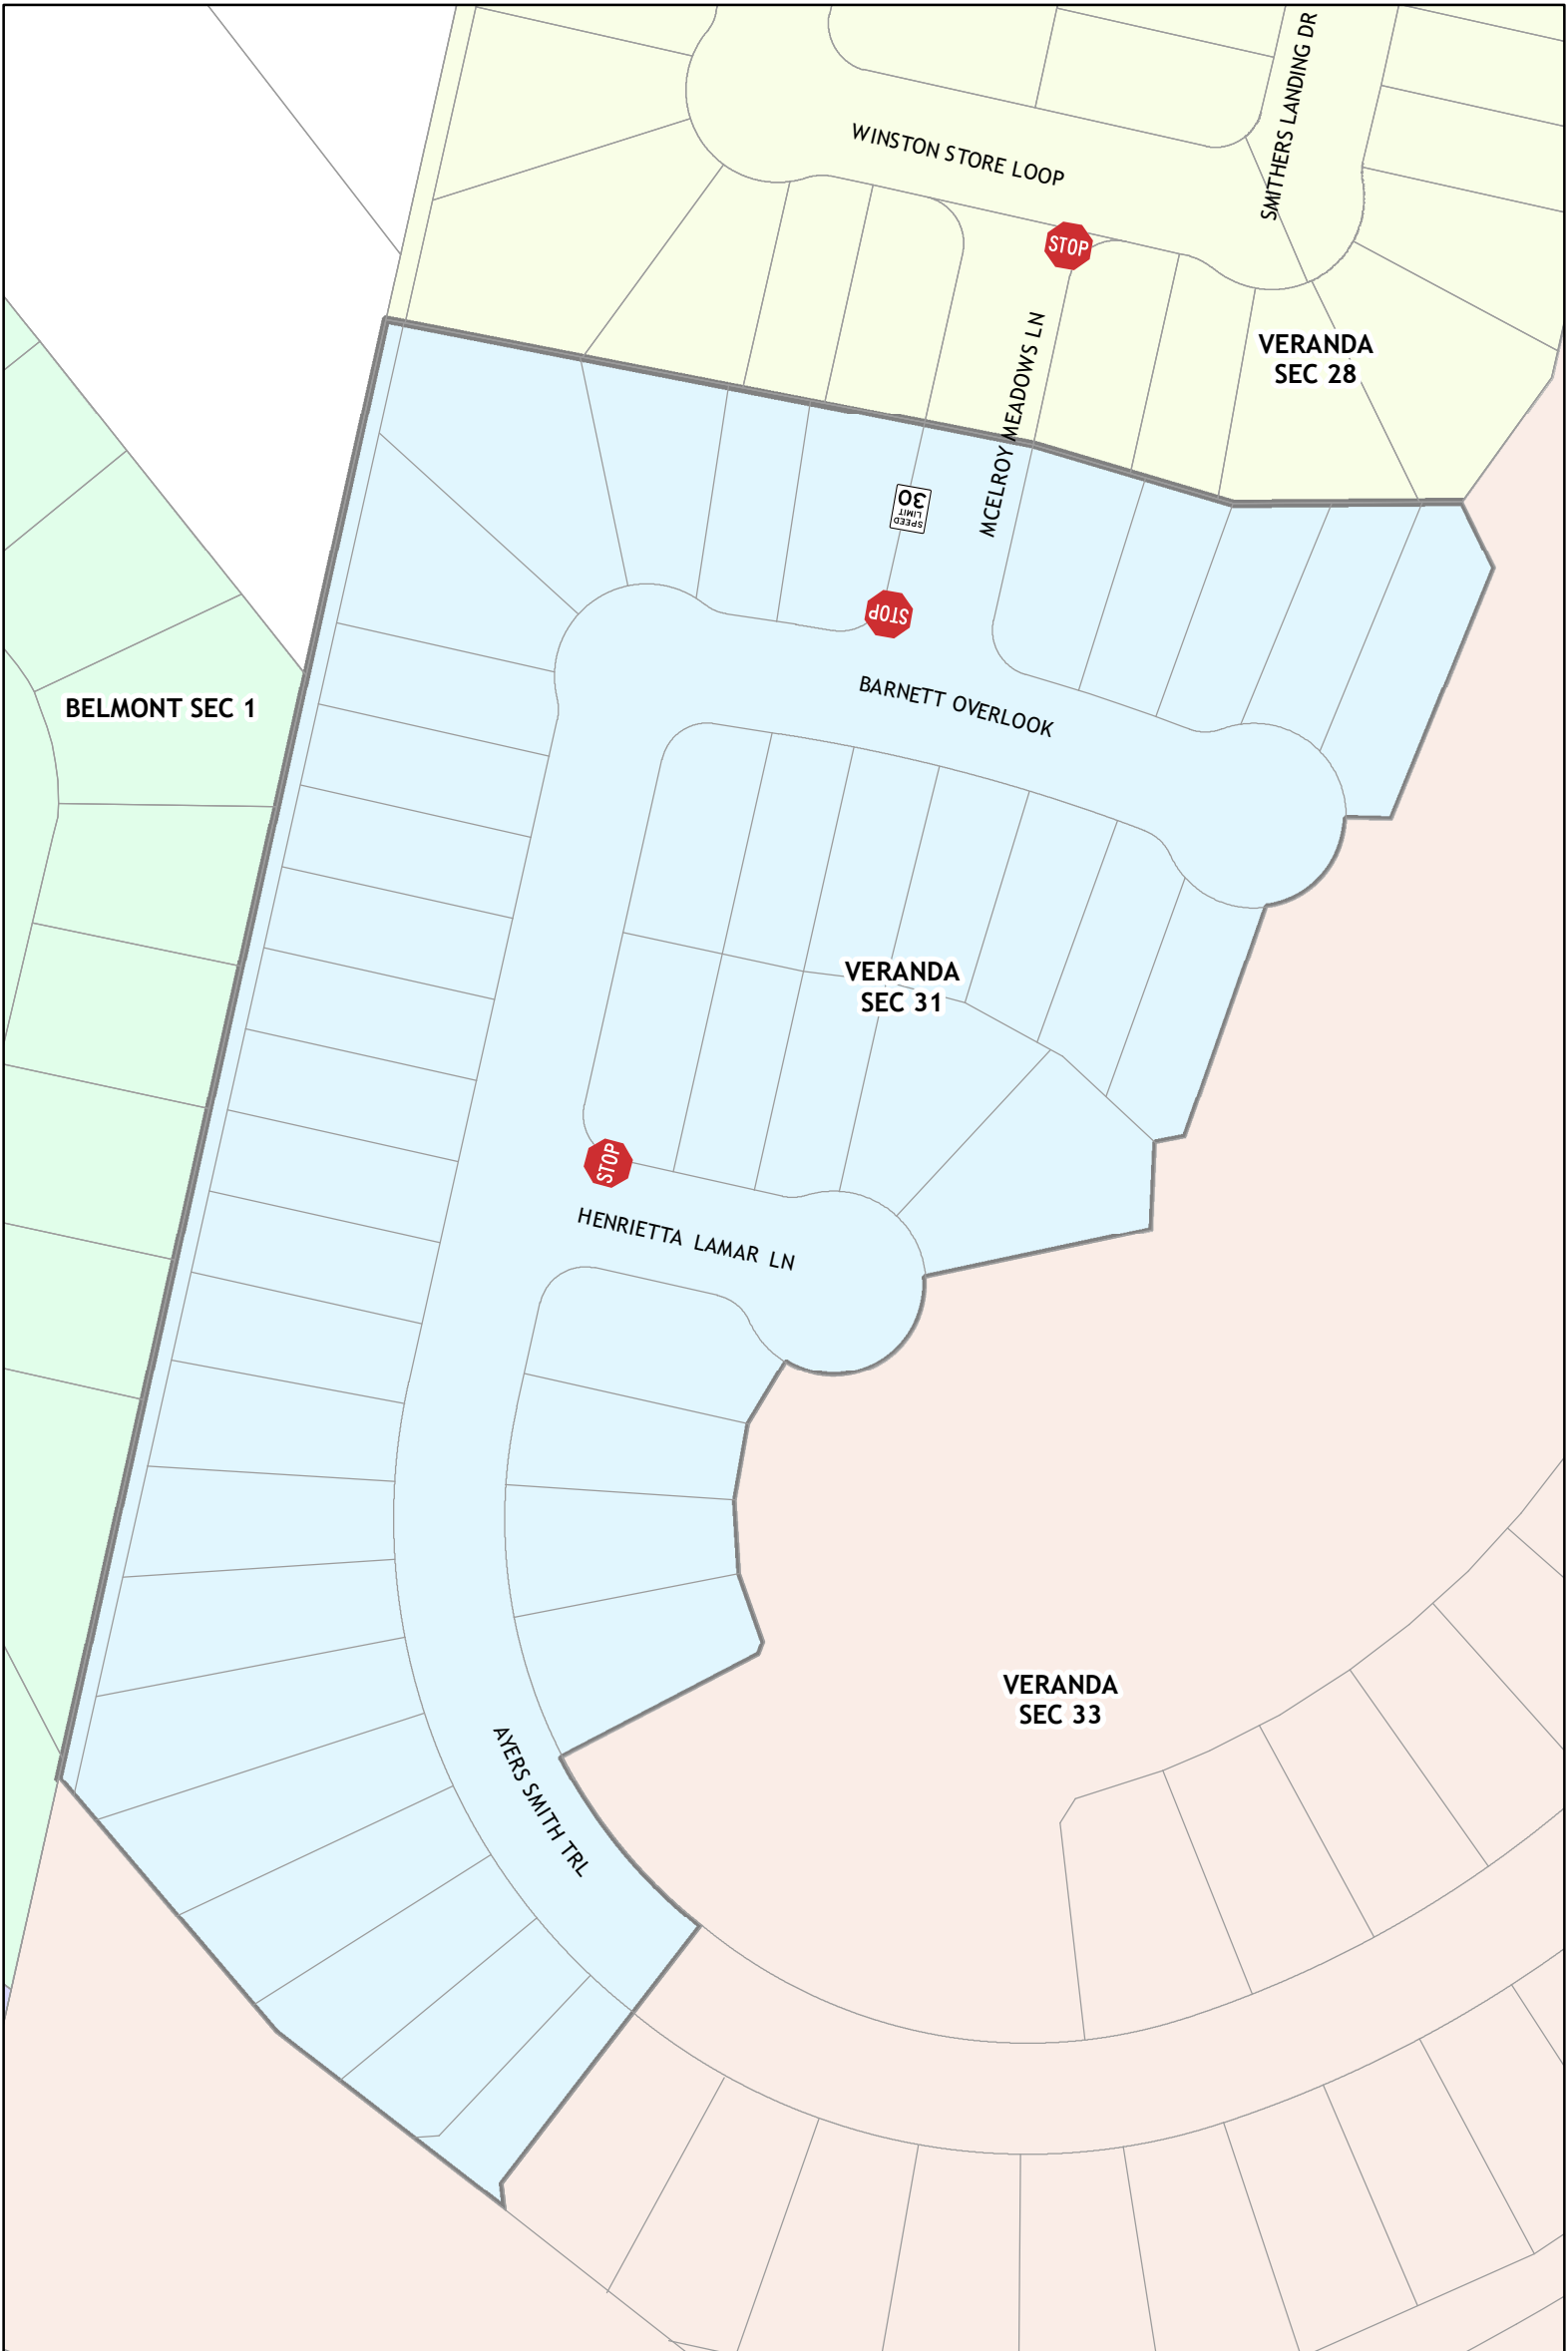 SMITHERS LANDING DR
WINSTON STORE LOOP
STOP
VERANDA
SEC 28
MCELROY MEADOWS LN
SPEED
LIMIT
30
STOP
BARNETT OVERLOOK
BELMONT SEC 1
VERANDA
SEC 31
STOP
HENRIETTA LAMAR LN
VERANDA
SEC 33
AYERS SMITH TRL